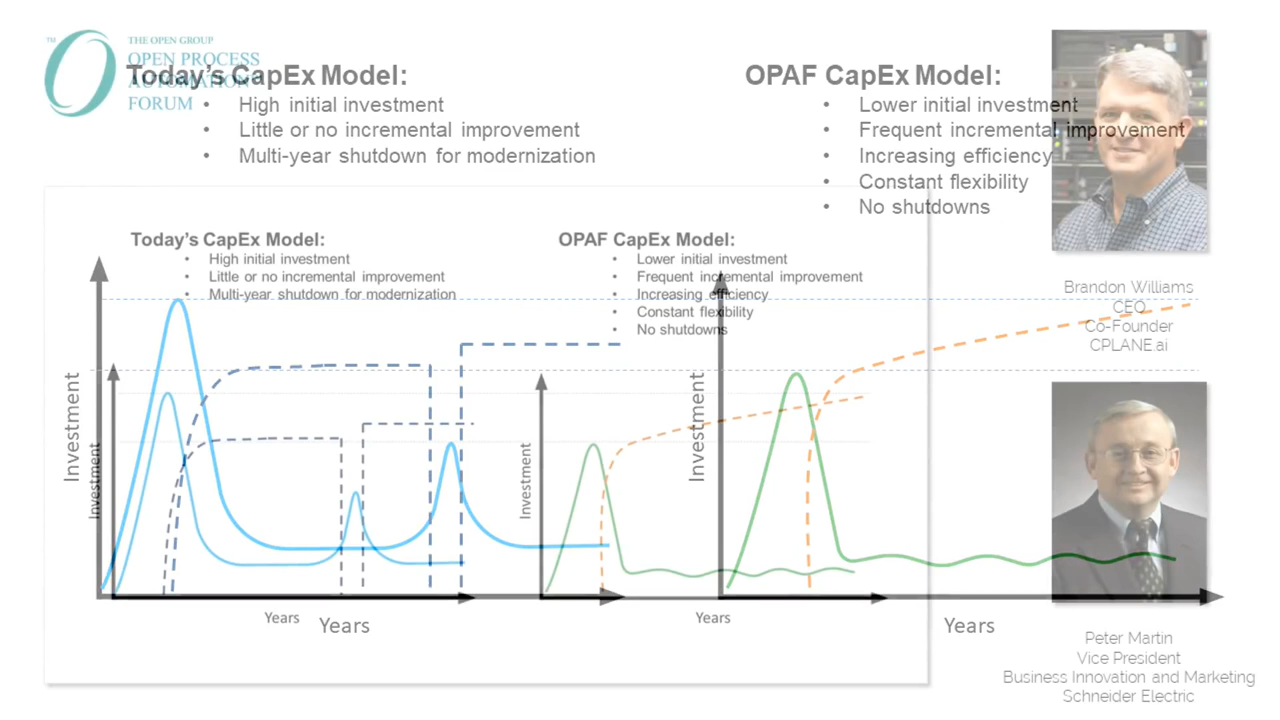 TM
THE OPEN GROUP
OPEN PROCESS
AUTOMATION
FORUM
Today's CapEx Model:
• High initial investment
• Little or no incremental improvement
• Multi-year shutdown for modernization
OPAF CapEx Model:
• Lower initial investment
• Frequent incremental improvement
• Increasing efficiency
• Constant flexibility
• No shutdowns
Today's CapEx Model:
• High initial investment
• Little or no incremental improvement
• Multi-year shutdown for modernization
OPAF CapEx Model:
• Lower initial investment
• Frequent incremental improvement
• Increasing efficiency
• Constant flexibility
• No shutdowns
Investment
Investment
Investment
Investment
Years
Years
Years
Years
Brandon Williams
CEO
Co-Founder
CPLANE.ai
Peter Martin
Vice President
Business Innovation and Marketing
Schneider Electric